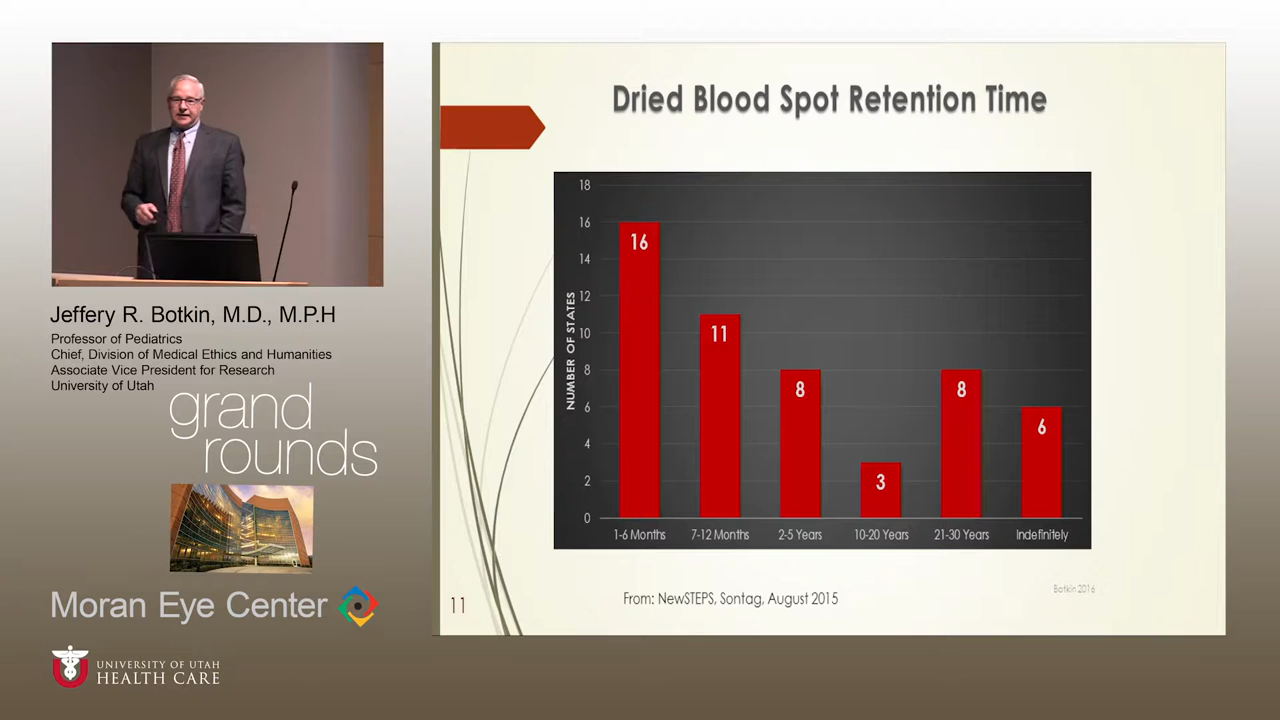 Jeffery R. Botkin, M.D., M.P.H
Professor of Pediatrics
Chief, Division of Medical Ethics and Humanities
Associate Vice President for Research
University of Utah
grand
rounds
Moran Eye Center
UNIVERSITY OF UTAH
HEALTH CARE
Dried Blood Spot Retention Time
NUMBER OF STATES
18
16
14
12
10
8
6
4
2
0
16
11
8
3
8
6
1-6 Months
7-12 Months
2-5 Years
10-20 Years
21-30 Years
Indefinitely
From: NewSTEPS, Sontag, August 2015
Botkin 2016
11